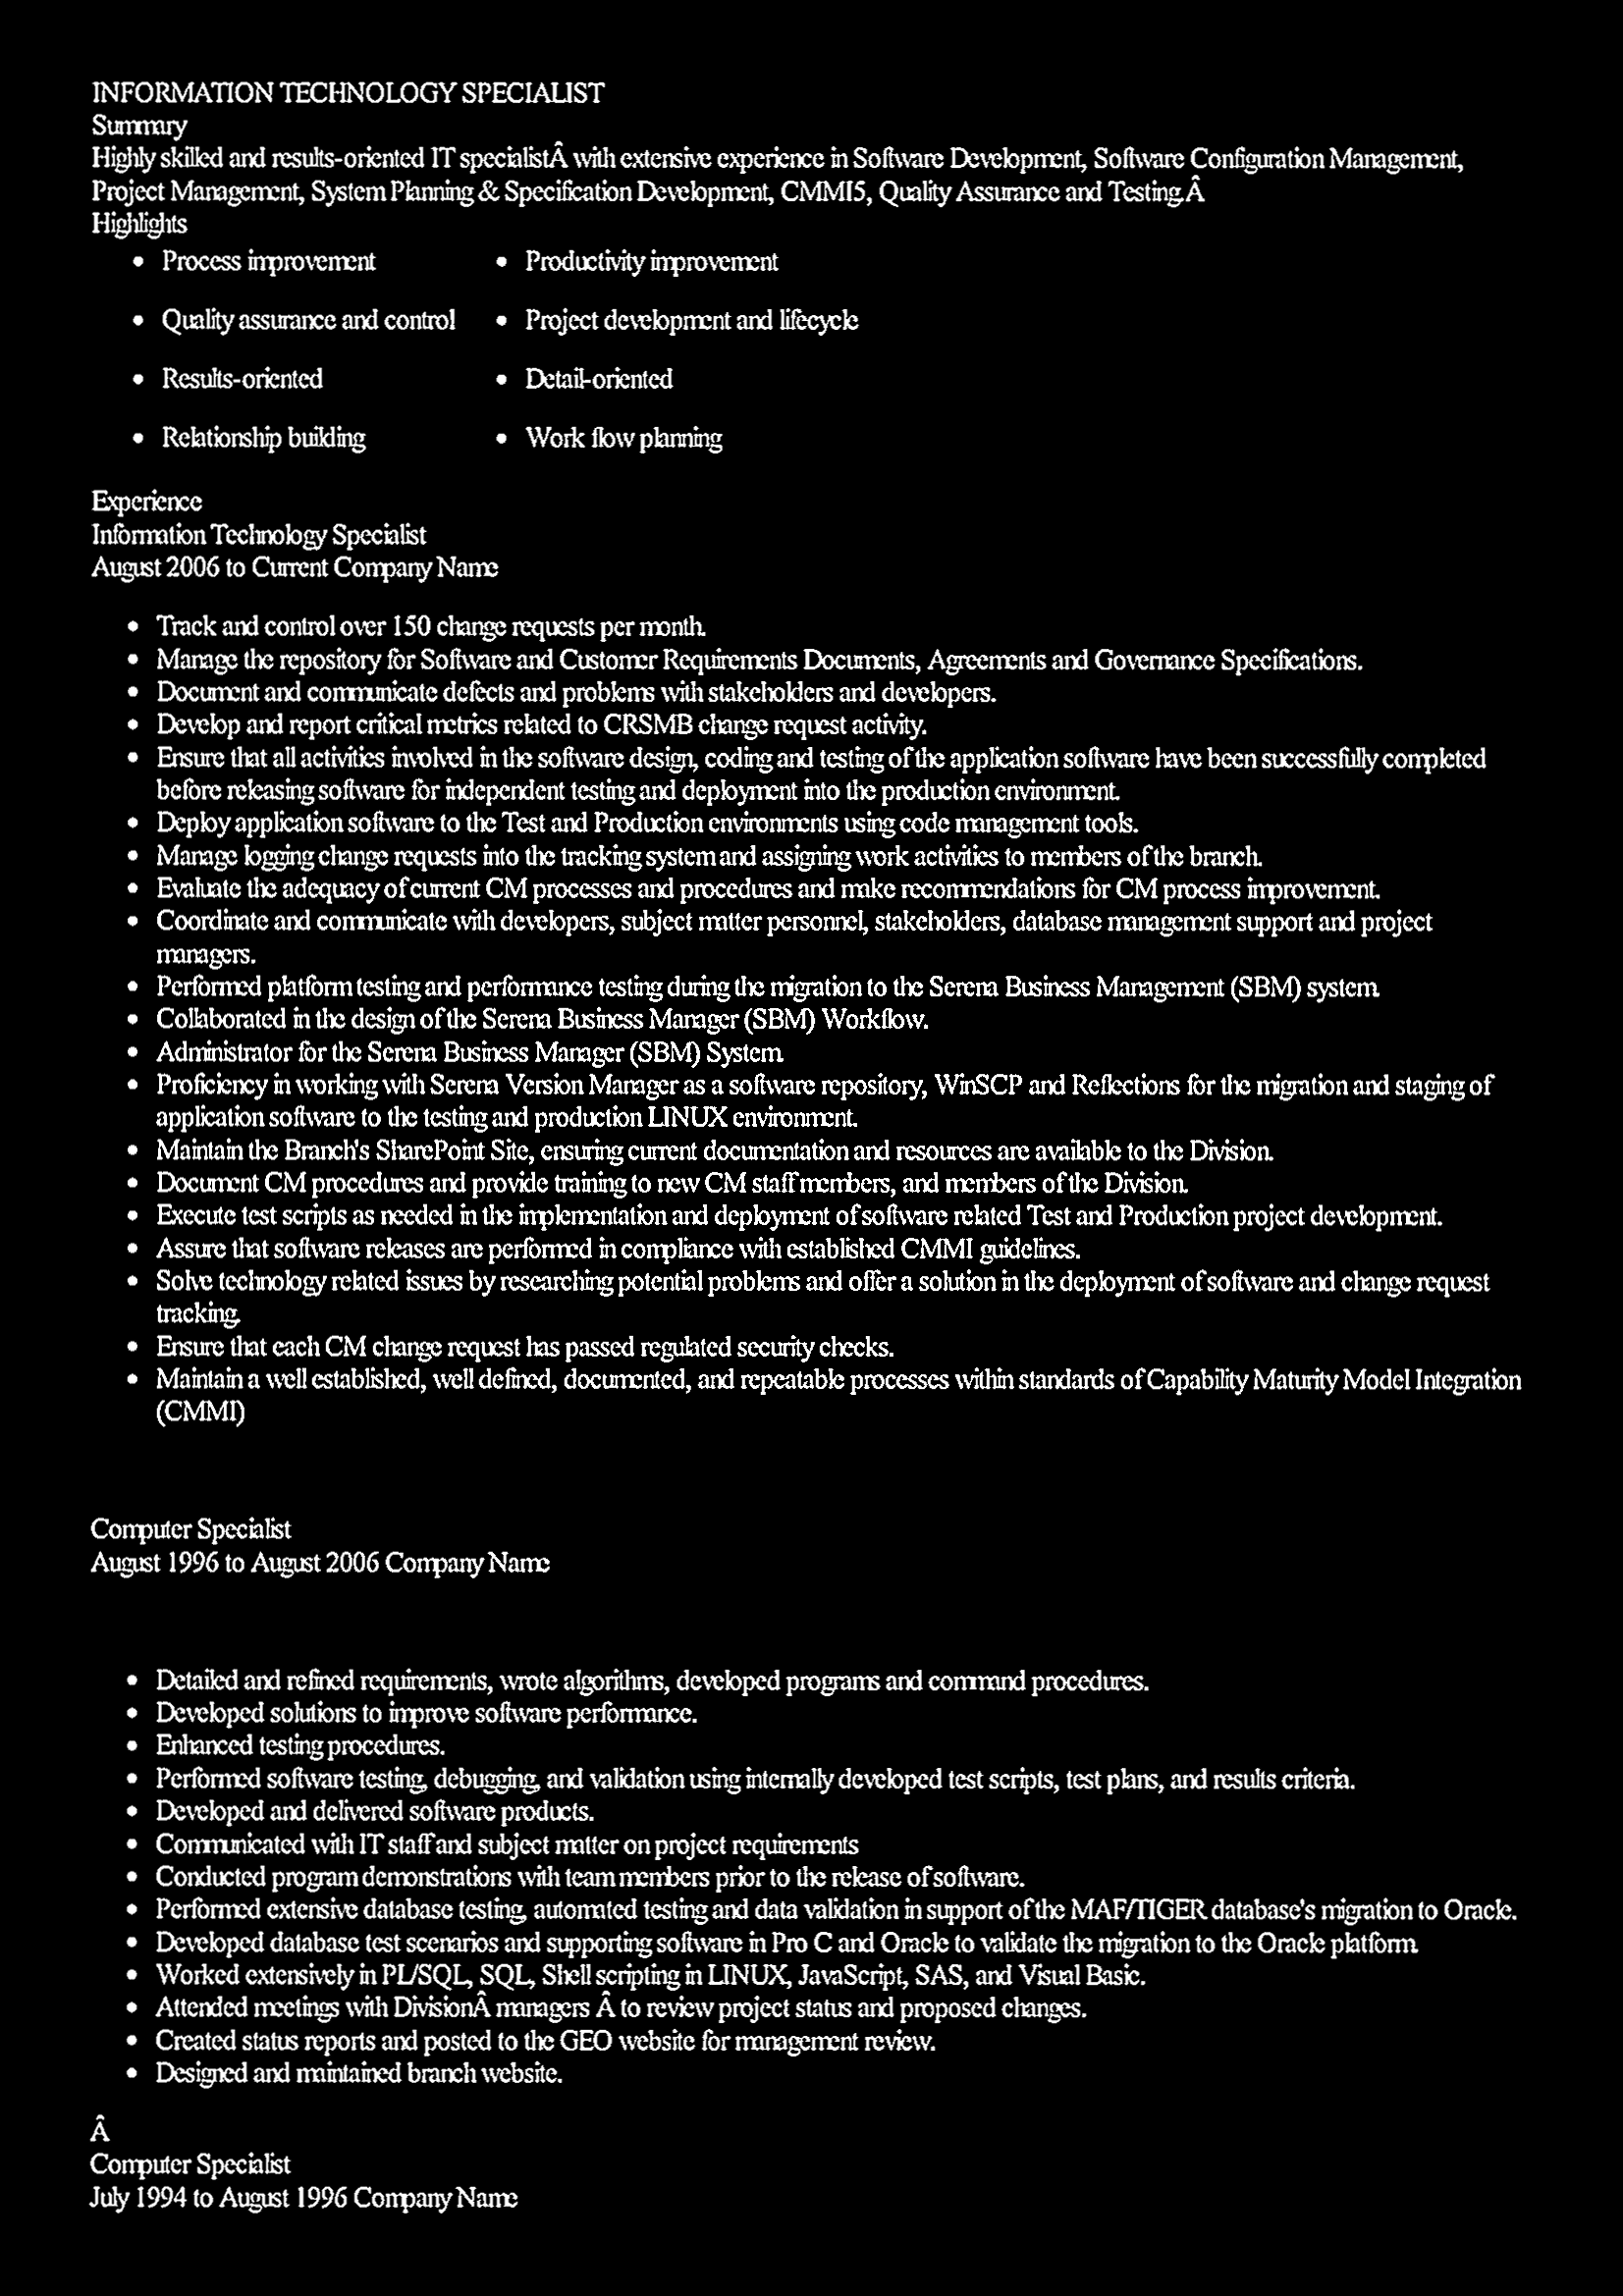 INFORMATION TECHNOLOGY SPECIALIST
Summary
Highly skilled and results-oriented IT specialistÂ with extensive experience in Software Development, Software Configuration Management,
Project Management, System Planning & Specification Development, CMMI5, Quality Assurance and Testing.Â
Highlights
• Process improvement • Productivity improvement
• Quality assurance and control • Project development and lifecycle
• Results-oriented • Detail-oriented
• Relationship building • Work flow planning
Experience
Information Technology Specialist
August 2006 to Current Company Name
• Track and control over 150 change requests per month.
• Manage the repository for Software and Customer Requirements Documents, Agreements and Governance Specifications.
• Document and communicate defects and problems with stakeholders and developers.
• Develop and report critical metrics related to CRSMB change request activity.
• Ensure that all activities involved in the software design, coding and testing of the application software have been successfully completed
before releasing software for independent testing and deployment into the production environment.
• Deploy application software to the Test and Production environments using code management tools.
• Manage logging change requests into the tracking system and assigning work activities to members of the branch.
• Evaluate the adequacy of current CM processes and procedures and make recommendations for CM process improvement.
• Coordinate and communicate with developers, subject matter personnel, stakeholders, database management support and project
managers.
• Performed platform testing and performance testing during the migration to the Serena Business Management (SBM) system.
• Collaborated in the design of the Serena Business Manager (SBM) Workflow.
• Administrator for the Serena Business Manager (SBM) System.
• Proficiency in working with Serena Version Manager as a software repository, WinSCP and Reflections for the migration and staging of
application software to the testing and production LINUX environment.
• Maintain the Branch's SharePoint Site, ensuring current documentation and resources are available to the Division.
• Document CM procedures and provide training to new CM staff members, and members of the Division.
• Execute test scripts as needed in the implementation and deployment of software related Test and Production project development.
• Assure that software releases are performed in compliance with established CMMI guidelines.
• Solve technology related issues by researching potential problems and offer a solution in the deployment of software and change request
tracking.
• Ensure that each CM change request has passed regulated security checks.
• Maintain a well established, well defined, documented, and repeatable processes within standards of Capability Maturity Model Integration
(CMMI)
Computer Specialist
August 1996 to August 2006 Company Name
• Detailed and refined requirements, wrote algorithms, developed programs and command procedures.
• Developed solutions to improve software performance.
• Enhanced testing procedures.
• Performed software testing, debugging, and validation using internally developed test scripts, test plans, and results criteria.
• Developed and delivered software products.
• Communicated with IT staff and subject matter on project requirements
• Conducted program demonstrations with team members prior to the release of software.
• Performed extensive database testing, automated testing and data validation in support of the MAF/TIGER database's migration to Oracle.
• Developed database test scenarios and supporting software in Pro C and Oracle to validate the migration to the Oracle platform.
• Worked extensively in PL/SQL, SQL, Shell scripting in LINUX, JavaScript, SAS, and Visual Basic.
• Attended meetings with DivisionÂ managers Â to review project status and proposed changes.
• Created status reports and posted to the GEO website for management review.
• Designed and maintained branch website.
Â
Computer Specialist
July 1994 to August 1996 Company Name